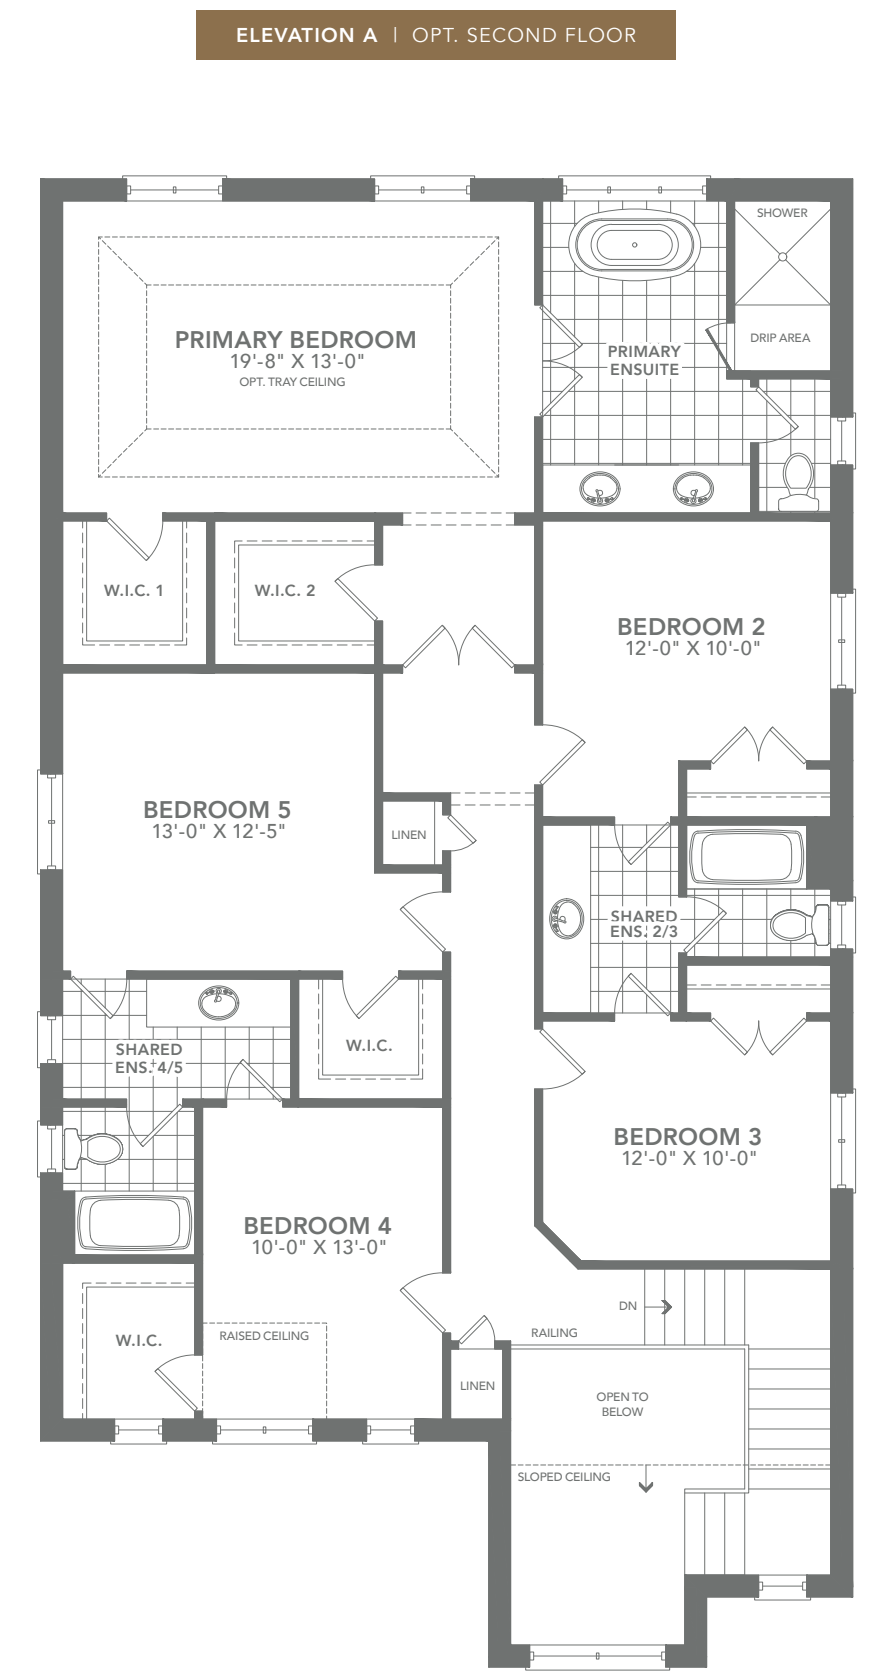 ELEVATION A | OPT. SECOND FLOOR
SHOWER
DRIP AREA
PRIMARY BEDROOM
19'-8" X 13'-0"
OPT. TRAY CEILING
PRIMARY
ENSUITE
W.I.C. 1
W.I.C. 2
BEDROOM 2
12'-0" X 10'-0"
BEDROOM 5
13'-0" X 12'-5"
LINEN
SHARED
ENS. 2/3
SHARED
ENS. 4/5
W.I.C.
BEDROOM 3
12'-0" X 10'-0"
BEDROOM 4
10'-0" X 13'-0"
W.I.C.
RAISED CEILING
DN
RAILING
LINEN
OPEN TO
BELOW
SLOPED CEILING